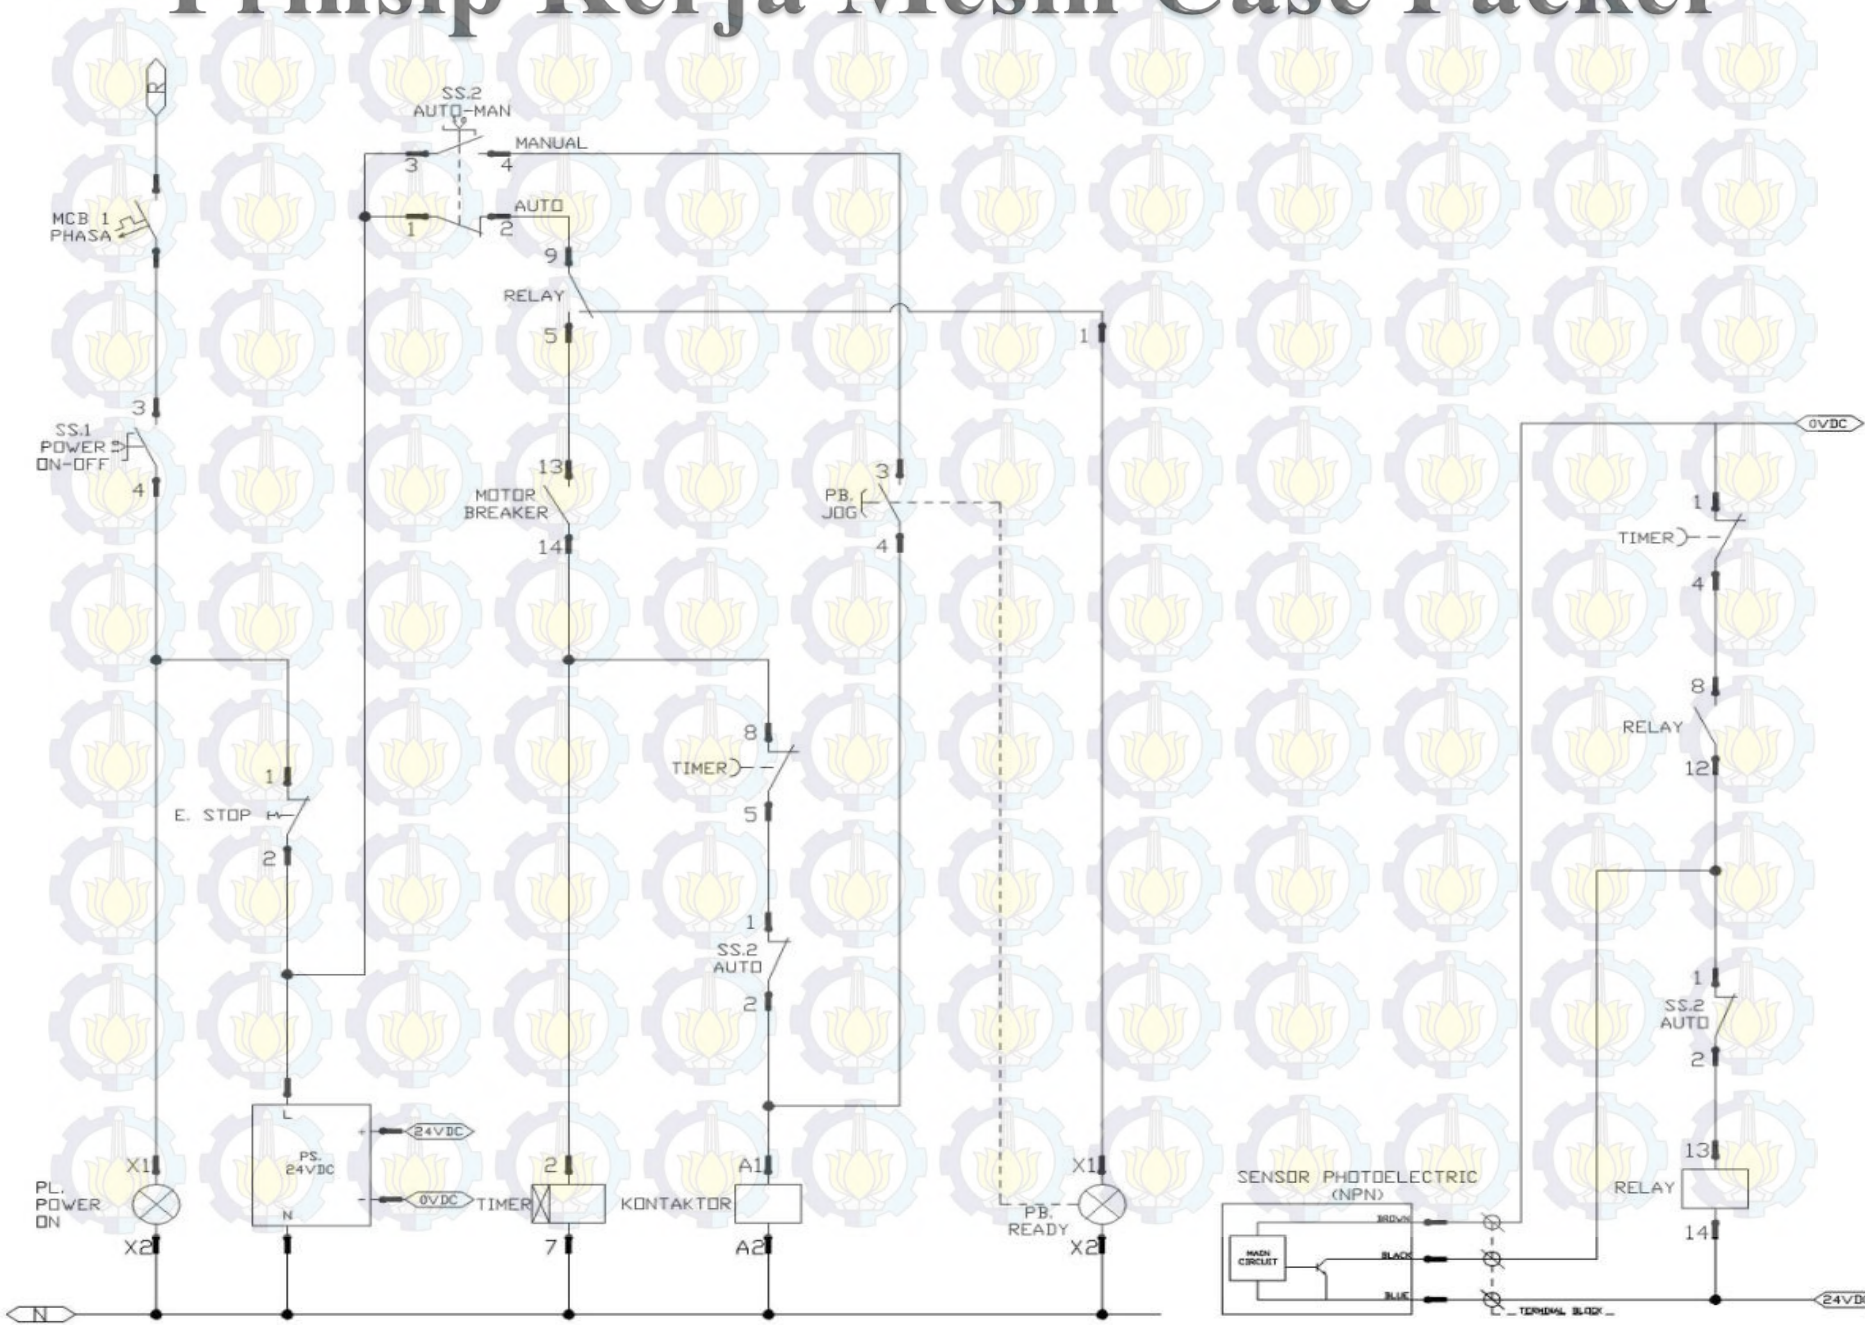 Prinsip Kerja Mesin Case Packer
R
SS.2
AUTO-MAN
3
4
MANUAL
1
2
AUTO
MCB 1
PHASA
9
RELAY
5
1
3
SS.1
POWER
ON-OFF
4
13
MOTOR
BREAKER
14
3
PB.
JOG
4
0VDC
1
TIMER
4
8
RELAY
12
8
TIMER
5
1
E. STOP
2
1
SS.2
AUTO
2
1
SS.2
AUTO
2
L
PS.
24VDC
N
+
24VDC
-
0VDC
X1
PL.
POWER
ON
X2
2
TIMER
7
A1
KONTAKTOR
A2
X1
PB.
READY
X2
SENSOR PHOTOELECTRIC
(NPN)
BROWN
MAIN
CIRCUIT
BLACK
BLUE
TERMINAL BLOCK
13
RELAY
14
N
24VD